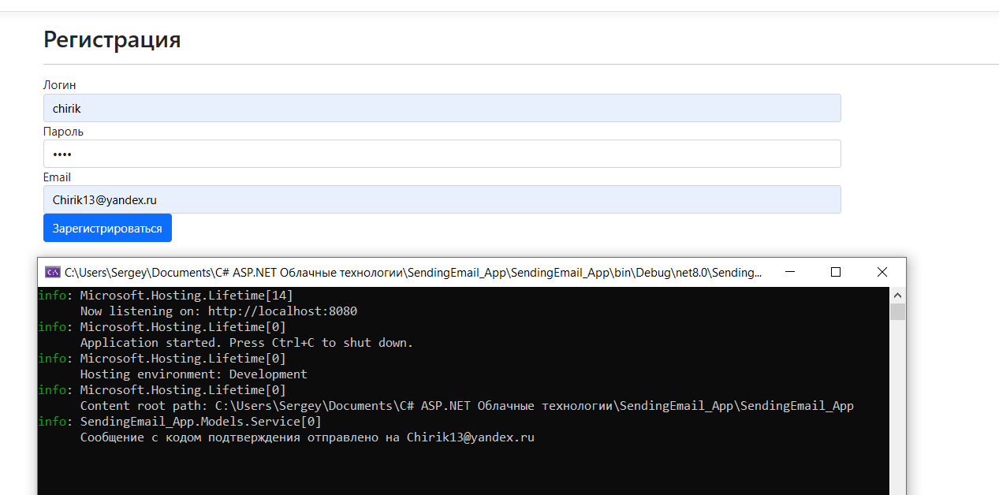 Регистрация
Логин
chirik
Пароль
••••
Email
Chirik13@yandex.ru
Зарегистрироваться
C:\Users\Sergey\Documents\C# ASP.NET Облачные технологии\SendingEmail_App\SendingEmail_App\bin\Debug\net8.0\Sending...
info: Microsoft.Hosting.Lifetime[14]
Now listening on: http://localhost:8080
info: Microsoft.Hosting.Lifetime[0]
Application started. Press Ctrl+C to shut down.
info: Microsoft.Hosting.Lifetime[0]
Hosting environment: Development
info: Microsoft.Hosting.Lifetime[0]
Content root path: C:\Users\Sergey\Documents\C# ASP.NET Облачные технологии\SendingEmail_App\SendingEmail_App
info: SendingEmail_App.Models.Service[0]
Сообщение с кодом подтверждения отправлено на Chirik13@yandex.ru